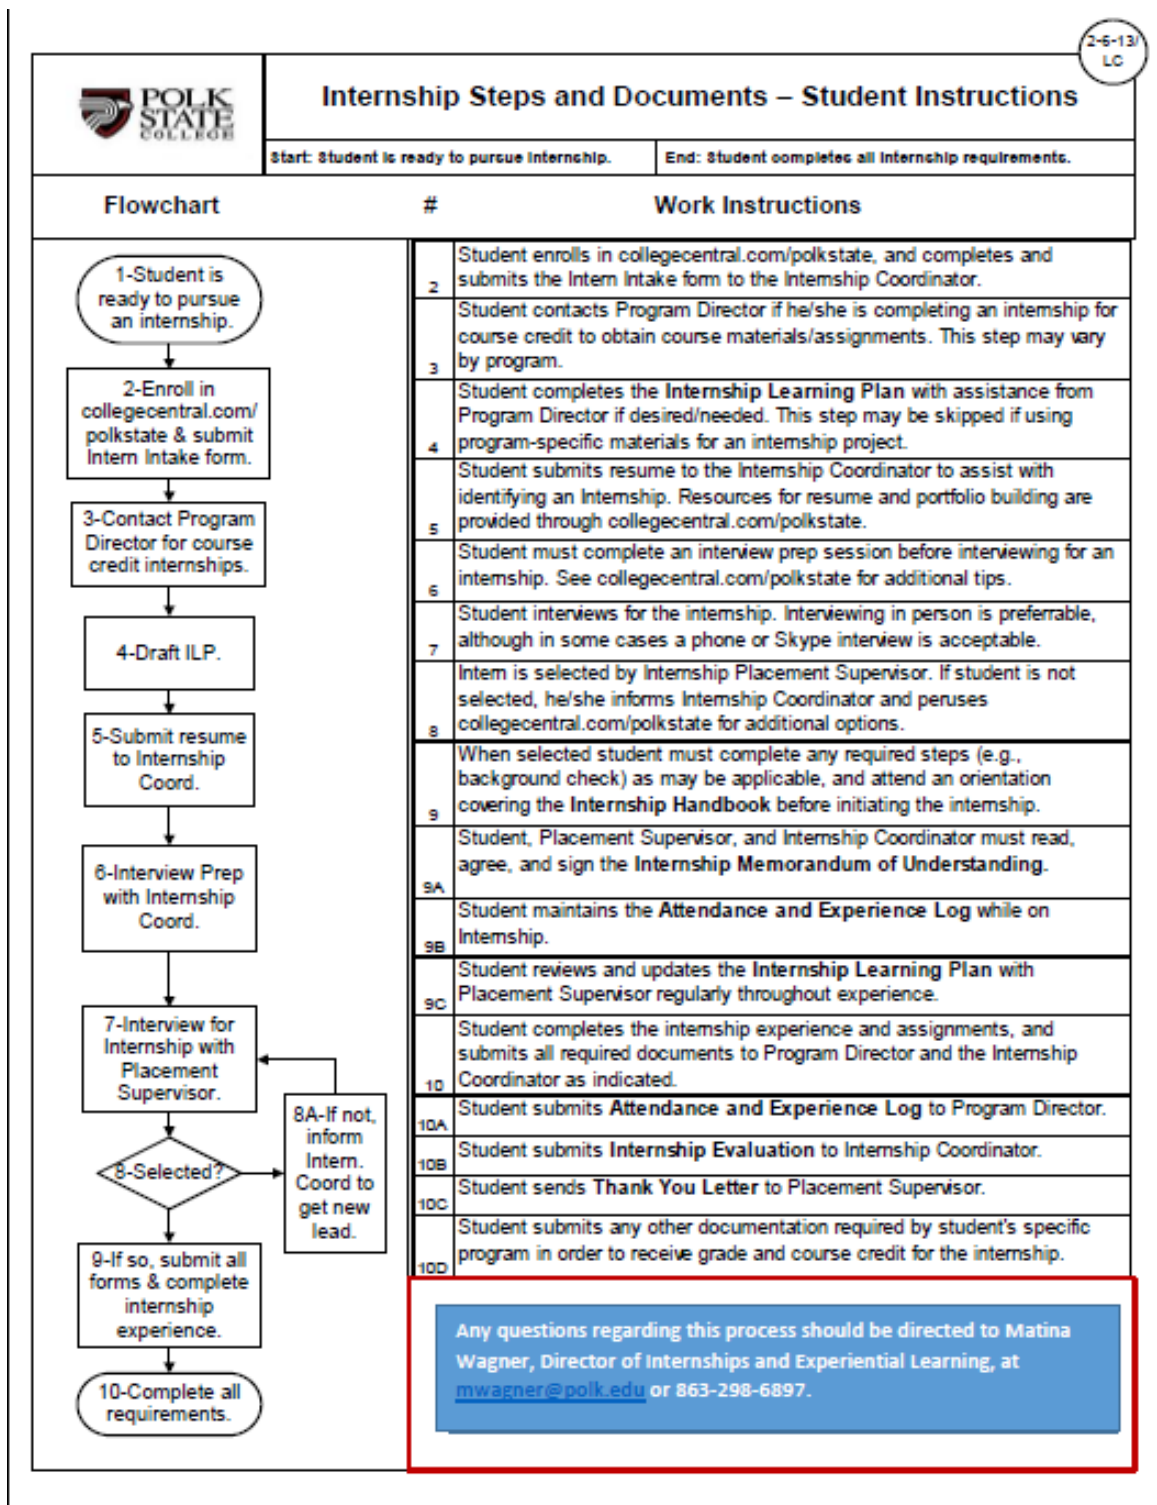 2-6-13/
LC
POLK
STATE
COLLEGE
Internship Steps and Documents – Student Instructions
Start: Student is ready to pursue internship.
End: Student completes all internship requirements.
Flowchart
#
Work Instructions
1-Student is
ready to pursue
an internship.
2-Enroll in
collegecentral.com/
polkstate & submit
Intern Intake form.
3-Contact Program
Director for course
credit internships.
4-Draft ILP.
5-Submit resume
to Internship
Coord.
6-Interview Prep
with Internship
Coord.
7-Interview for
Internship with
Placement
Supervisor.
8-Selected?
8A-If not,
inform
Intern.
Coord to
get new
lead.
9-If so, submit all
forms & complete
internship
experience.
10-Complete all
requirements.
Student enrolls in collegecentral.com/polkstate, and completes and
2 submits the Intern Intake form to the Internship Coordinator.
Student contacts Program Director if he/she is completing an internship for
course credit to obtain course materials/assignments. This step may vary
3 by program.
Student completes the Internship Learning Plan with assistance from
Program Director if desired/needed. This step may be skipped if using
4 program-specific materials for an internship project.
Student submits resume to the Internship Coordinator to assist with
identifying an Internship. Resources for resume and portfolio building are
5 provided through collegecentral.com/polkstate.
Student must complete an interview prep session before interviewing for an
6 internship. See collegecentral.com/polkstate for additional tips.
Student interviews for the internship. Interviewing in person is preferrable,
7 although in some cases a phone or Skype interview is acceptable.
Intern is selected by Internship Placement Supervisor. If student is not
selected, he/she informs Internship Coordinator and peruses
8 collegecentral.com/polkstate for additional options.
When selected student must complete any required steps (e.g.,
background check) as may be applicable, and attend an orientation
9 covering the Internship Handbook before initiating the internship.
Student, Placement Supervisor, and Internship Coordinator must read,
agree, and sign the Internship Memorandum of Understanding.
9A
Student maintains the Attendance and Experience Log while on
9B Internship.
Student reviews and updates the Internship Learning Plan with
9C Placement Supervisor regularly throughout experience.
Student completes the internship experience and assignments, and
submits all required documents to Program Director and the Internship
10 Coordinator as indicated.
10A Student submits Attendance and Experience Log to Program Director.
10B Student submits Internship Evaluation to Internship Coordinator.
10C Student sends Thank You Letter to Placement Supervisor.
Student submits any other documentation required by student's specific
10D program in order to receive grade and course credit for the internship.
Any questions regarding this process should be directed to Matina
Wagner, Director of Internships and Experiential Learning, at
mwagner@polk.edu or 863-298-6897.